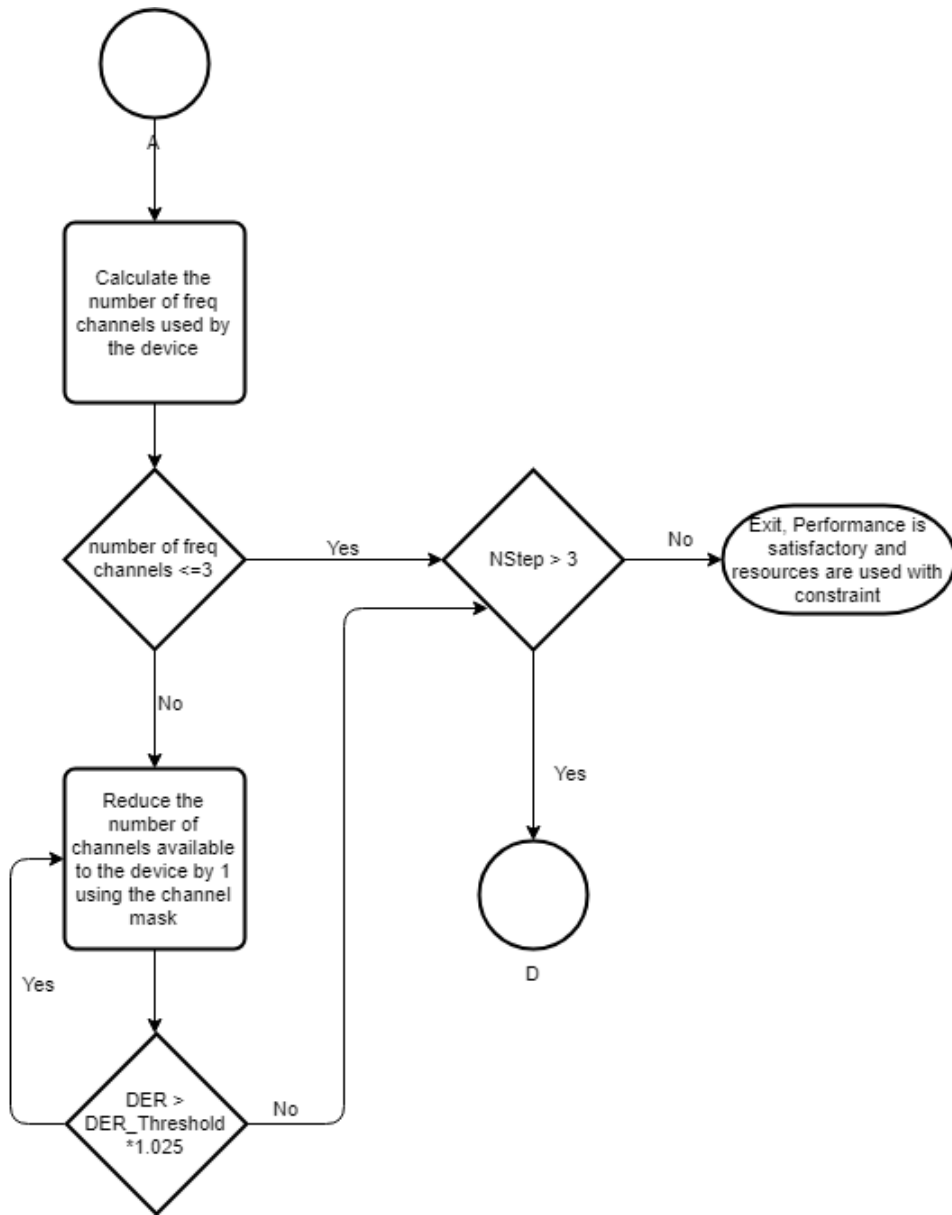 A
Calculate the
number of freq
channels used by
the device
number of freq
channels <=3
Yes
NStep > 3
No
Exit, Performance is
satisfactory and
resources are used with
constraint
No
Reduce the
number of
channels available
to the device by 1
using the channel
mask
Yes
Yes
D
DER >
DER_Threshold
*1.025
No